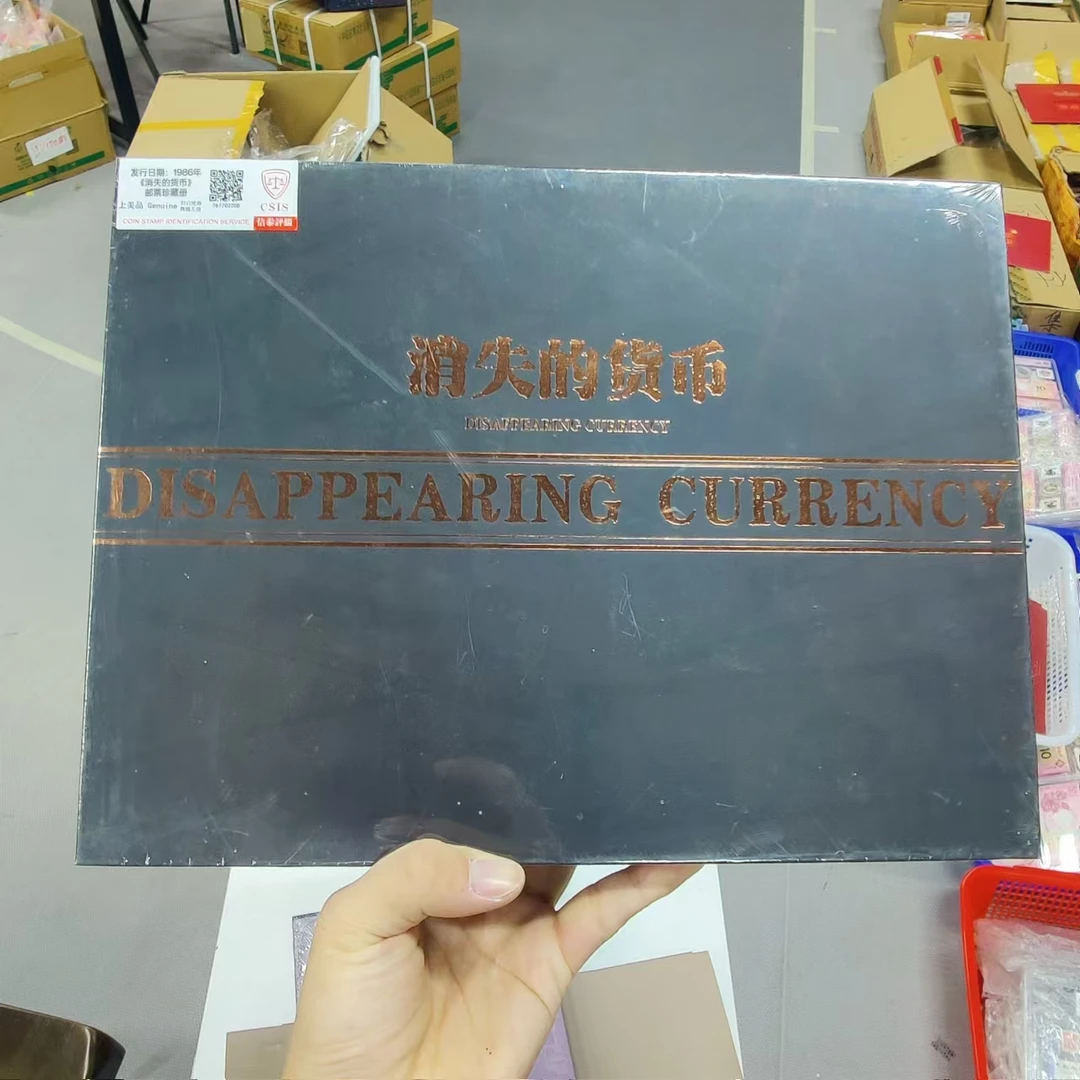 发行日期：1986年
《消失的货币》
邮票珍藏册
上美品 Genuine
CSIS
COIN STAMP IDENTIFICATION SERVICE
信泰評級
消失的货币
DISAPPEARING CURRENCY
DISAPPEARING CURRENCY